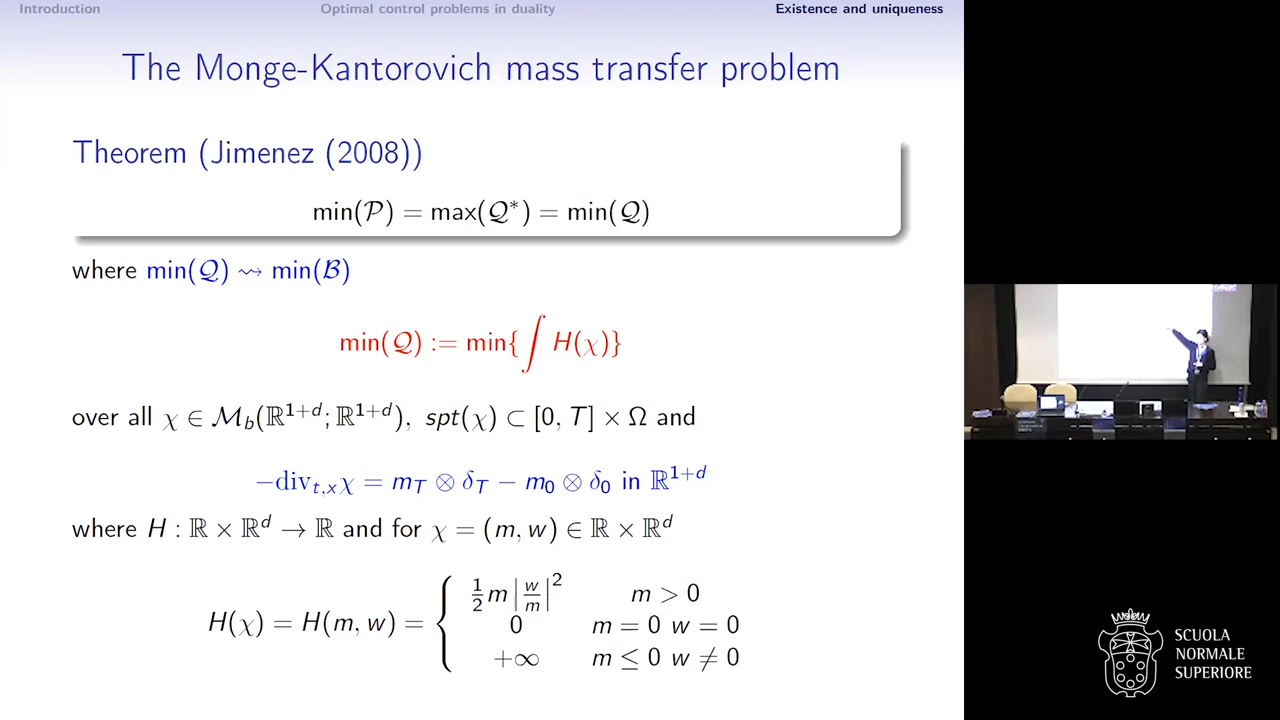 Introduction Optimal control problems in duality Existence and uniqueness
The Monge-Kantorovich mass transfer problem
Theorem (Jimenez (2008))
min(𝒫) = max(𝒬*) = min(𝒬)
where min(𝒬) ⇝ min(ℬ)
min(𝒬) := min{∫ H(χ)}
over all χ ∈ ℳ_b(ℝ^{1+d}; ℝ^{1+d}), spt(χ) ⊂ [0, T] × Ω and
−div_{t,x}χ = m_T ⊗ δ_T − m_0 ⊗ δ_0 in ℝ^{1+d}
where H : ℝ × ℝ^d → ℝ and for χ = (m, w) ∈ ℝ × ℝ^d
H(χ) = H(m, w) = { ½ m |w/m|² m > 0
0 m = 0 w = 0
+∞ m ≤ 0 w ≠ 0
SCUOLA
NORMALE
SUPERIORE